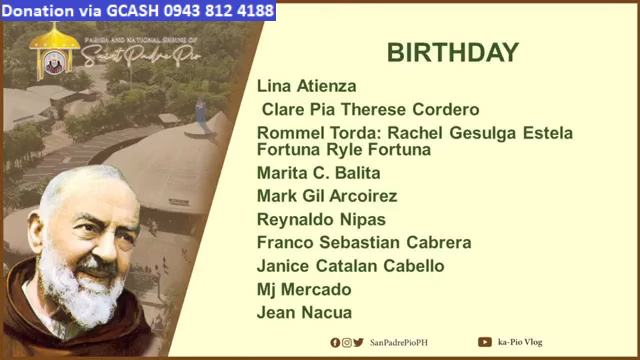 Donation via GCASH 0943 812 4188
PARISH AND NATIONAL SHRINE OF
Saint Padre Pio
BIRTHDAY
Lina Atienza
Clare Pia Therese Cordero
Rommel Torda: Rachel Gesulga Estela
Fortuna Ryle Fortuna
Marita C. Balita
Mark Gil Arcoirez
Reynaldo Nipas
Franco Sebastian Cabrera
Janice Catalan Cabello
Mj Mercado
Jean Nacua
SanPadrePioPH
ka-Pio Vlog